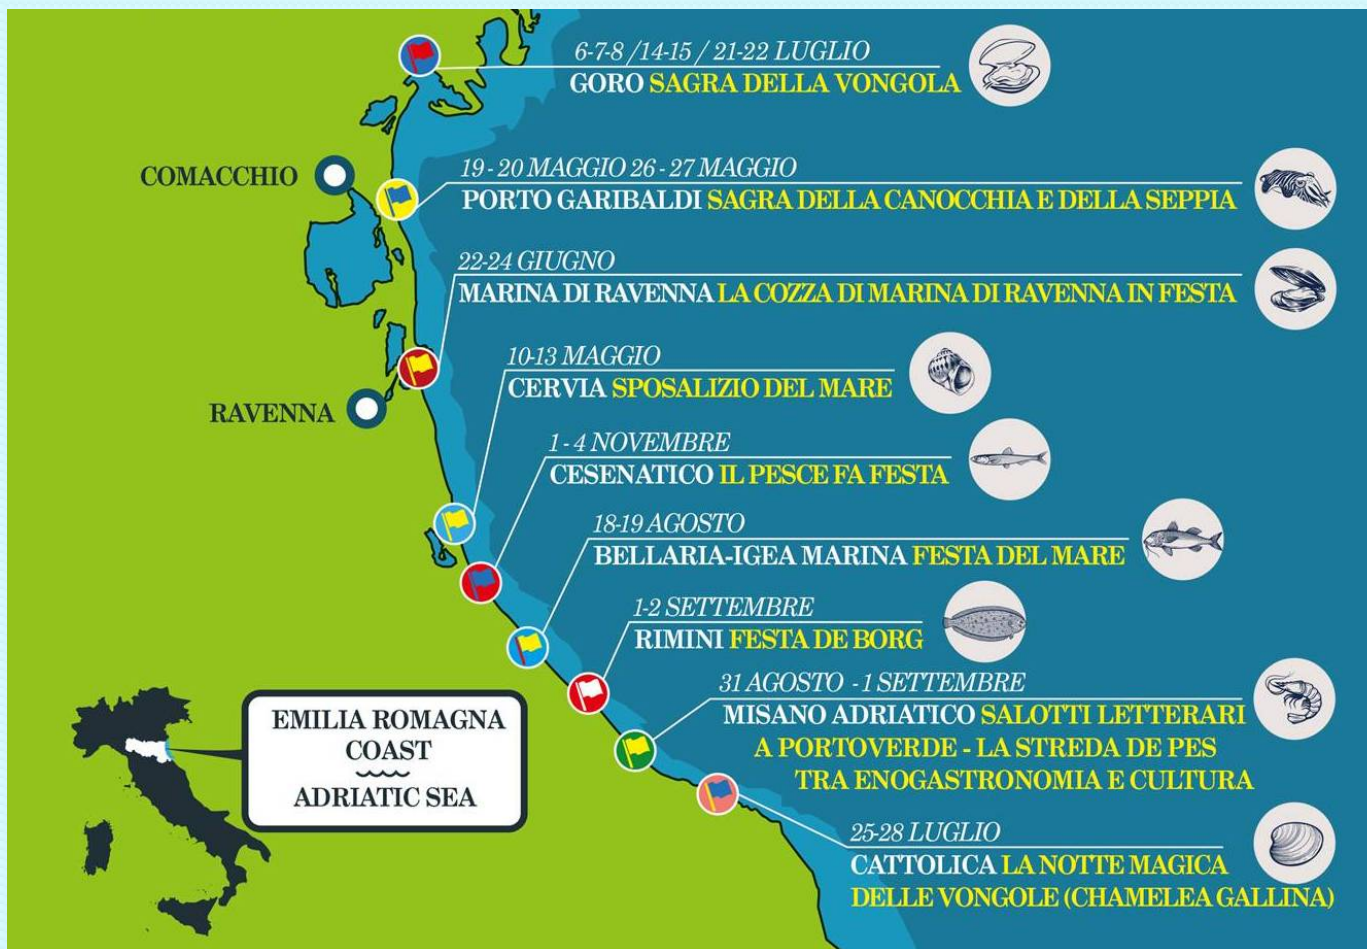 6-7-8 /14-15 / 21-22 LUGLIO
GORO SAGRA DELLA VONGOLA
COMACCHIO
19 - 20 MAGGIO 26 - 27 MAGGIO
PORTO GARIBALDI SAGRA DELLA CANOCCHIA E DELLA SEPPIA
22-24 GIUGNO
MARINA DI RAVENNA LA COZZA DI MARINA DI RAVENNA IN FESTA
10-13 MAGGIO
CERVIA SPOSALIZIO DEL MARE
RAVENNA
1 - 4 NOVEMBRE
CESENATICO IL PESCE FA FESTA
18-19 AGOSTO
BELLARIA-IGEA MARINA FESTA DEL MARE
1-2 SETTEMBRE
RIMINI FESTA DE BORG
31 AGOSTO - 1 SETTEMBRE
MISANO ADRIATICO SALOTTI LETTERARI
A PORTOVERDE - LA STREDA DE PES
TRA ENOGASTRONOMIA E CULTURA
EMILIA ROMAGNA
COAST
ADRIATIC SEA
25-28 LUGLIO
CATTOLICA LA NOTTE MAGICA
DELLE VONGOLE (CHAMELEA GALLINA)